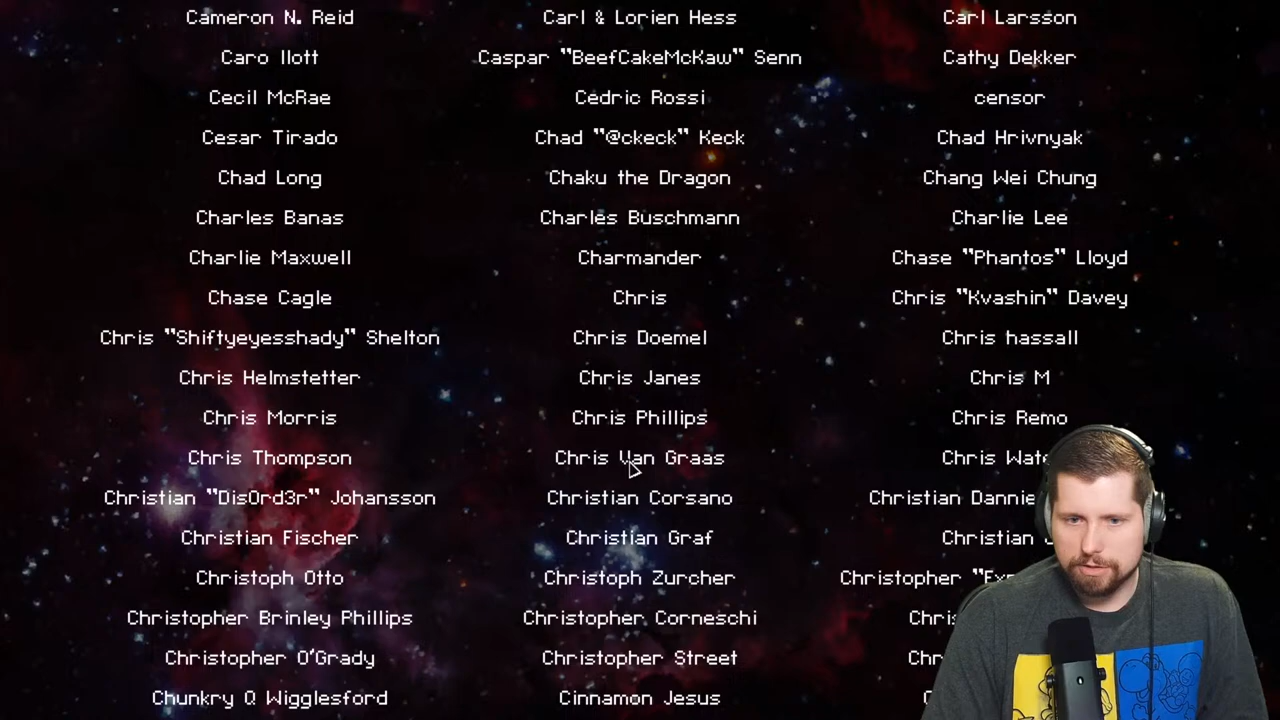 Cameron N. Reid Carl & Lorien Hess Carl Larsson
Caro Ilott Caspar "BeefCakeMcKaw" Senn Cathy Dekker
Cecil McRae Cedric Rossi censor
Cesar Tirado Chad "@ckeck" Keck Chad Hrivnyak
Chad Long Chaku the Dragon Chang Wei Chung
Charles Banas Charles Buschmann Charlie Lee
Charlie Maxwell Charmander Chase "Phantos" Lloyd
Chase Cagle Chris Chris "Kvashin" Davey
Chris "Shiftyeyesshady" Shelton Chris Doemel Chris hassall
Chris Helmstetter Chris Janes Chris M
Chris Morris Chris Phillips Chris Remo
Chris Thompson Chris Van Graas Chris
Christian "DisOrd3r" Johansson Christian Corsano Christian
Christian Fischer Christian Graf Christian
Christoph Otto Christoph Zurcher Christopher
Christopher Brinley Phillips Christopher Corneschi
Christopher O'Grady Christopher Street
Chunkry Q Wigglesford Cinnamon Jesus